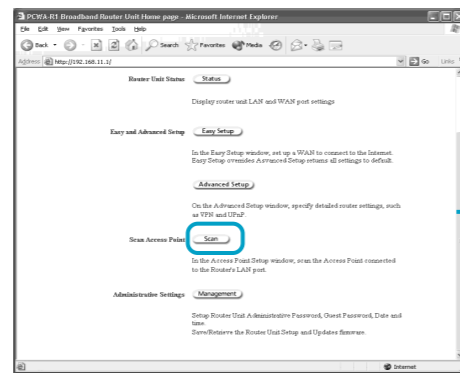 PCWA-R1 Broadband Router Unit Home page - Microsoft Internet Explorer
File Edit View Favorites Tools Help
Back Search Favorites Media
Address http://192.168.11.1/ Go Links
Router Unit Status Status
Display router unit LAN and WAN port settings
Easy and Advanced Setup Easy Setup
In the Easy Setup window, set up a WAN to connect to the Internet.
Easy Setup overrides Asvanced Setup returns all settings to default.
Advanced Setup
On the Advanced Setup window, specify detailed router settings, such
as VPN and UPnP.
Scan Access Point Scan
In the Access Point Setup window, scan the Access Point connected
to the Router's LAN port.
Administrative Settings Management
Setup Router Unit Administrative Password, Guest Password, Date and
time.
Save/Retrieve the Router Unit Setup and Updates firmware.
Internet